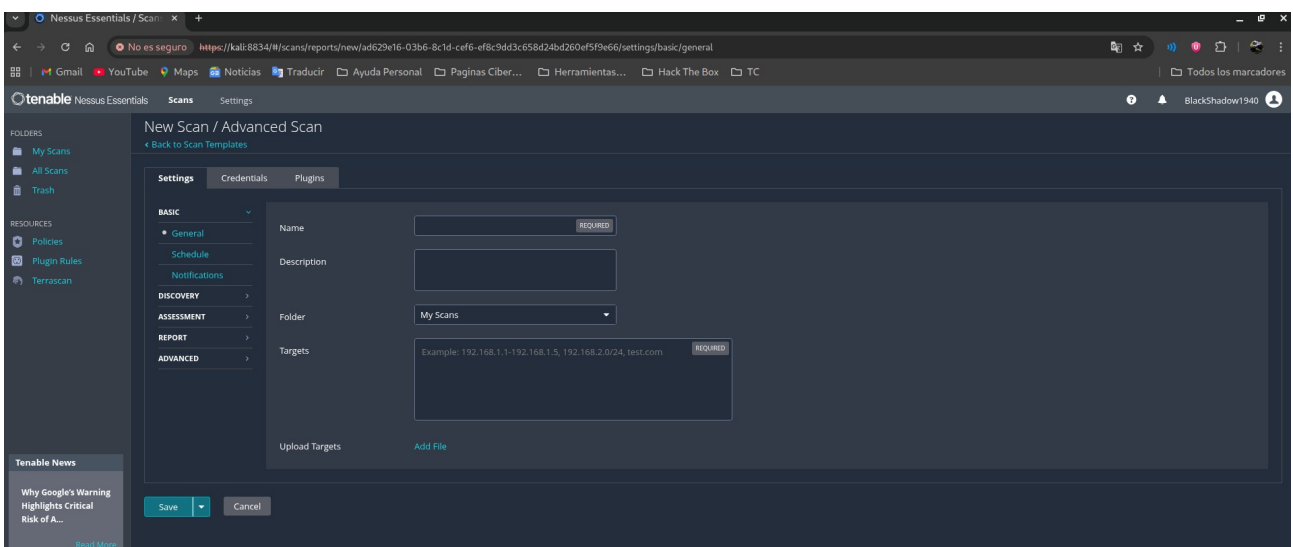 Nessus Essentials / Scan
No es seguro https://kali:8834/#/scans/reports/new/ad629e16-03b6-8c1d-cef6-ef8c9dd3c658d24bd260ef5f9e66/settings/basic/general
Gmail YouTube Maps Noticias Traducir Ayuda Personal Paginas Ciber... Herramientas... Hack The Box TC Todos los marcadores
tenable Nessus Essentials Scans Settings BlackShadow1940
FOLDERS
My Scans
All Scans
Trash
RESOURCES
Policies
Plugin Rules
Terrascan
Tenable News
Why Google's Warning
Highlights Critical
Risk of A...
Read More
New Scan / Advanced Scan
Back to Scan Templates
Settings Credentials Plugins
BASIC
General
Schedule
Notifications
DISCOVERY
ASSESSMENT
REPORT
ADVANCED
Name REQUIRED
Description
Folder My Scans
Targets Example: 192.168.1.1-192.168.1.5, 192.168.2.0/24, test.com REQUIRED
Upload Targets Add File
Save Cancel